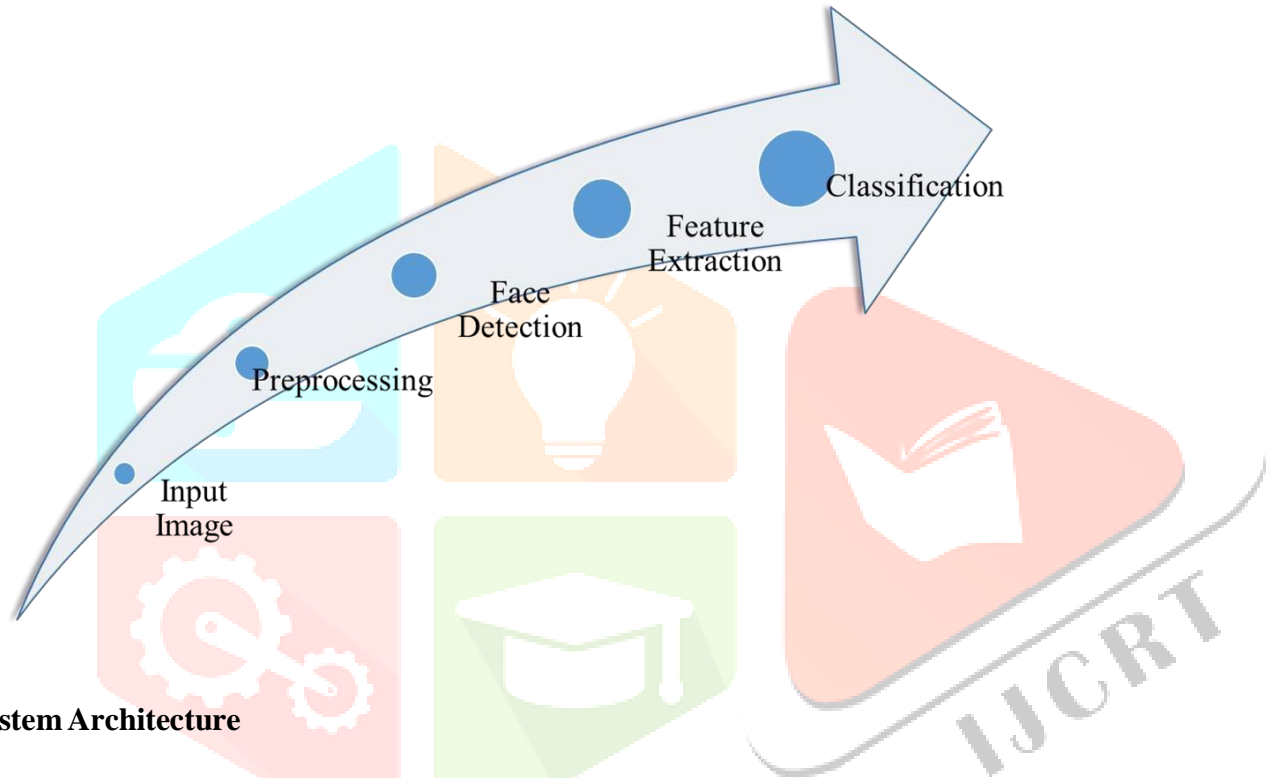 Classification
Feature
Extraction
Face
Detection
Preprocessing
Input
Image
stem Architecture
IJCRT